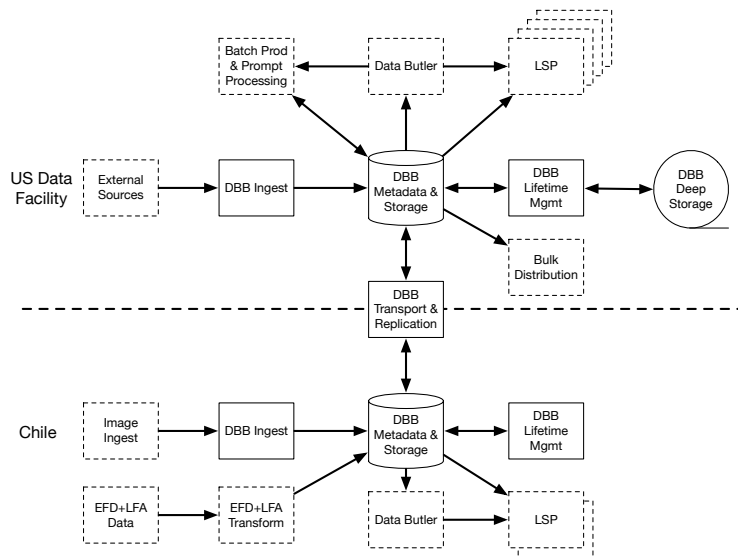 Batch Prod
& Prompt
Processing
Data Butler
LSP
US Data
Facility
External
Sources
DBB Ingest
DBB
Metadata &
Storage
DBB
Lifetime
Mgmt
DBB
Deep
Storage
Bulk
Distribution
DBB
Transport &
Replication
Chile
Image
Ingest
DBB Ingest
DBB
Metadata &
Storage
DBB
Lifetime
Mgmt
EFD+LFA
Data
EFD+LFA
Transform
Data Butler
LSP